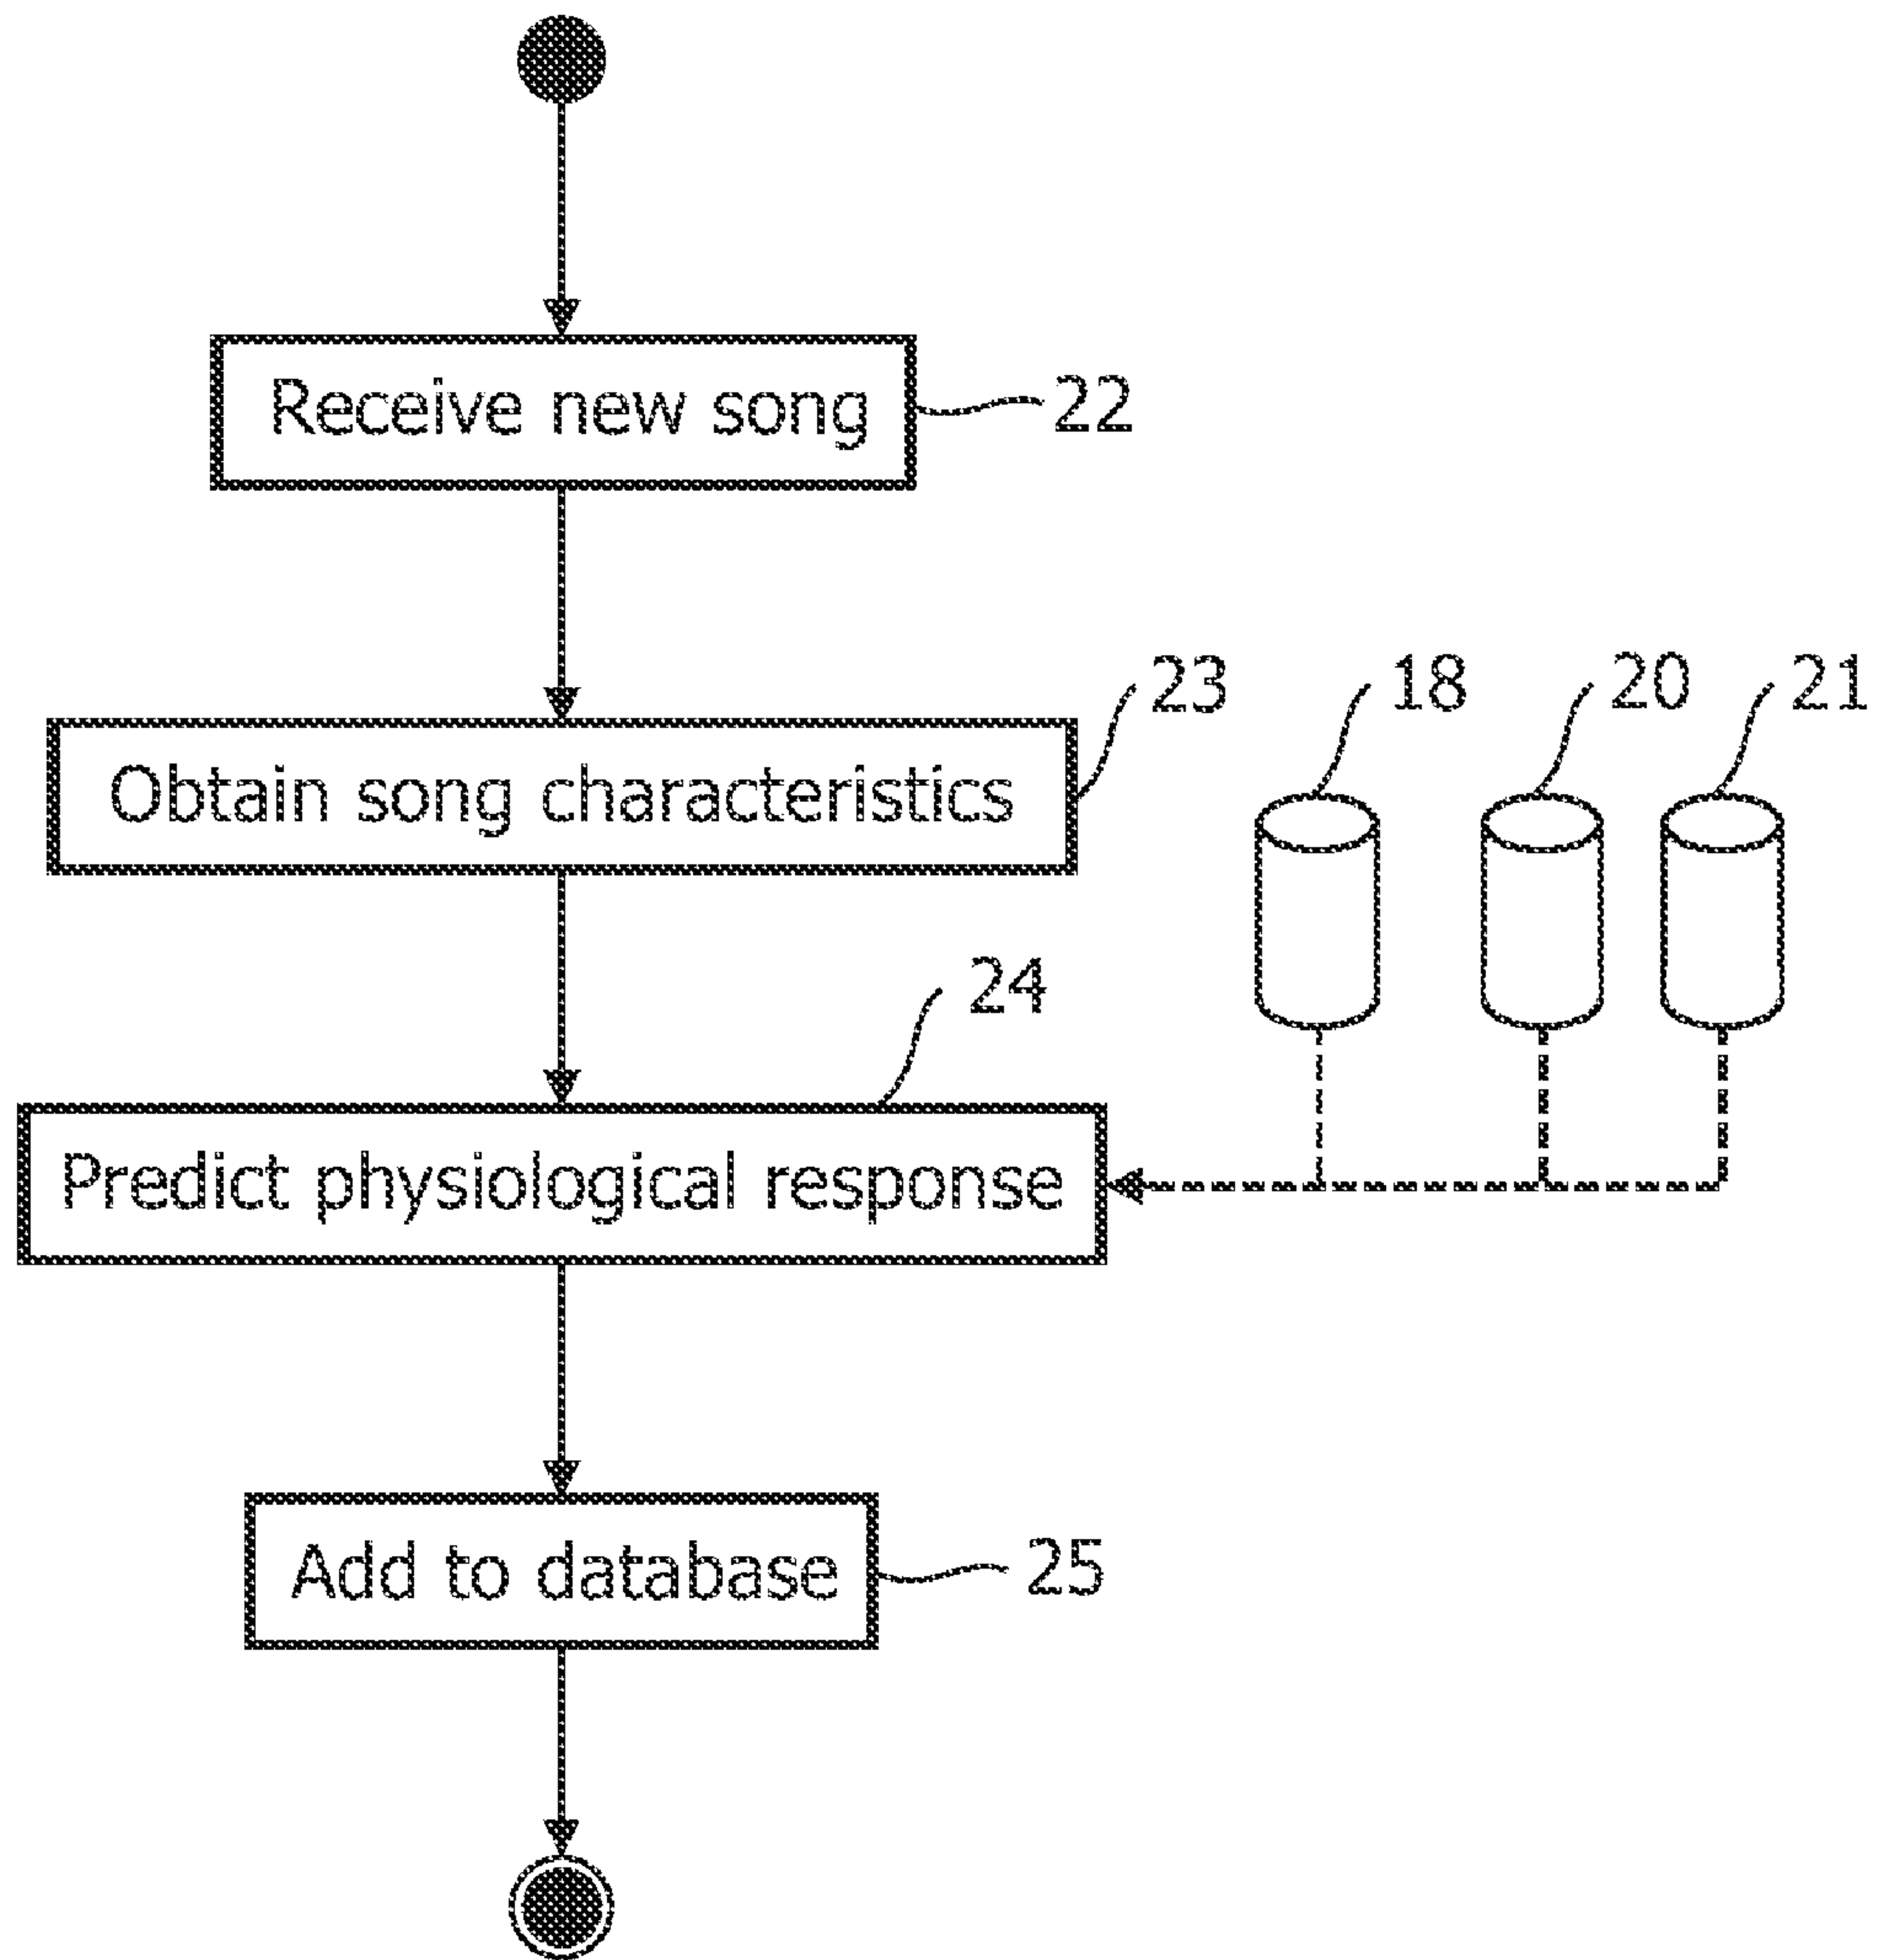 Receive new song
22
Obtain song characteristics
23
18
20
21
24
Predict physiological response
Add to database
25